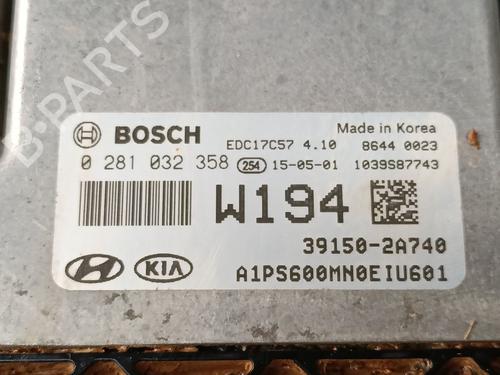 BOSCH EDC17C57 4.10 Made in Korea
8644 0023
0 281 032 358 254 15-05-01 1039S87743
W194
39150-2A740
KIA A1PS600MN0EIU601